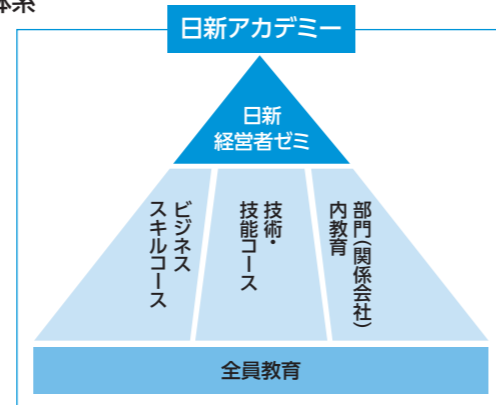 体系
日新アカデミー
日新
経営者ゼミ
ビジネス
スキルコース
技術・
技能コース
部門(関係会社)
内教育
全員教育